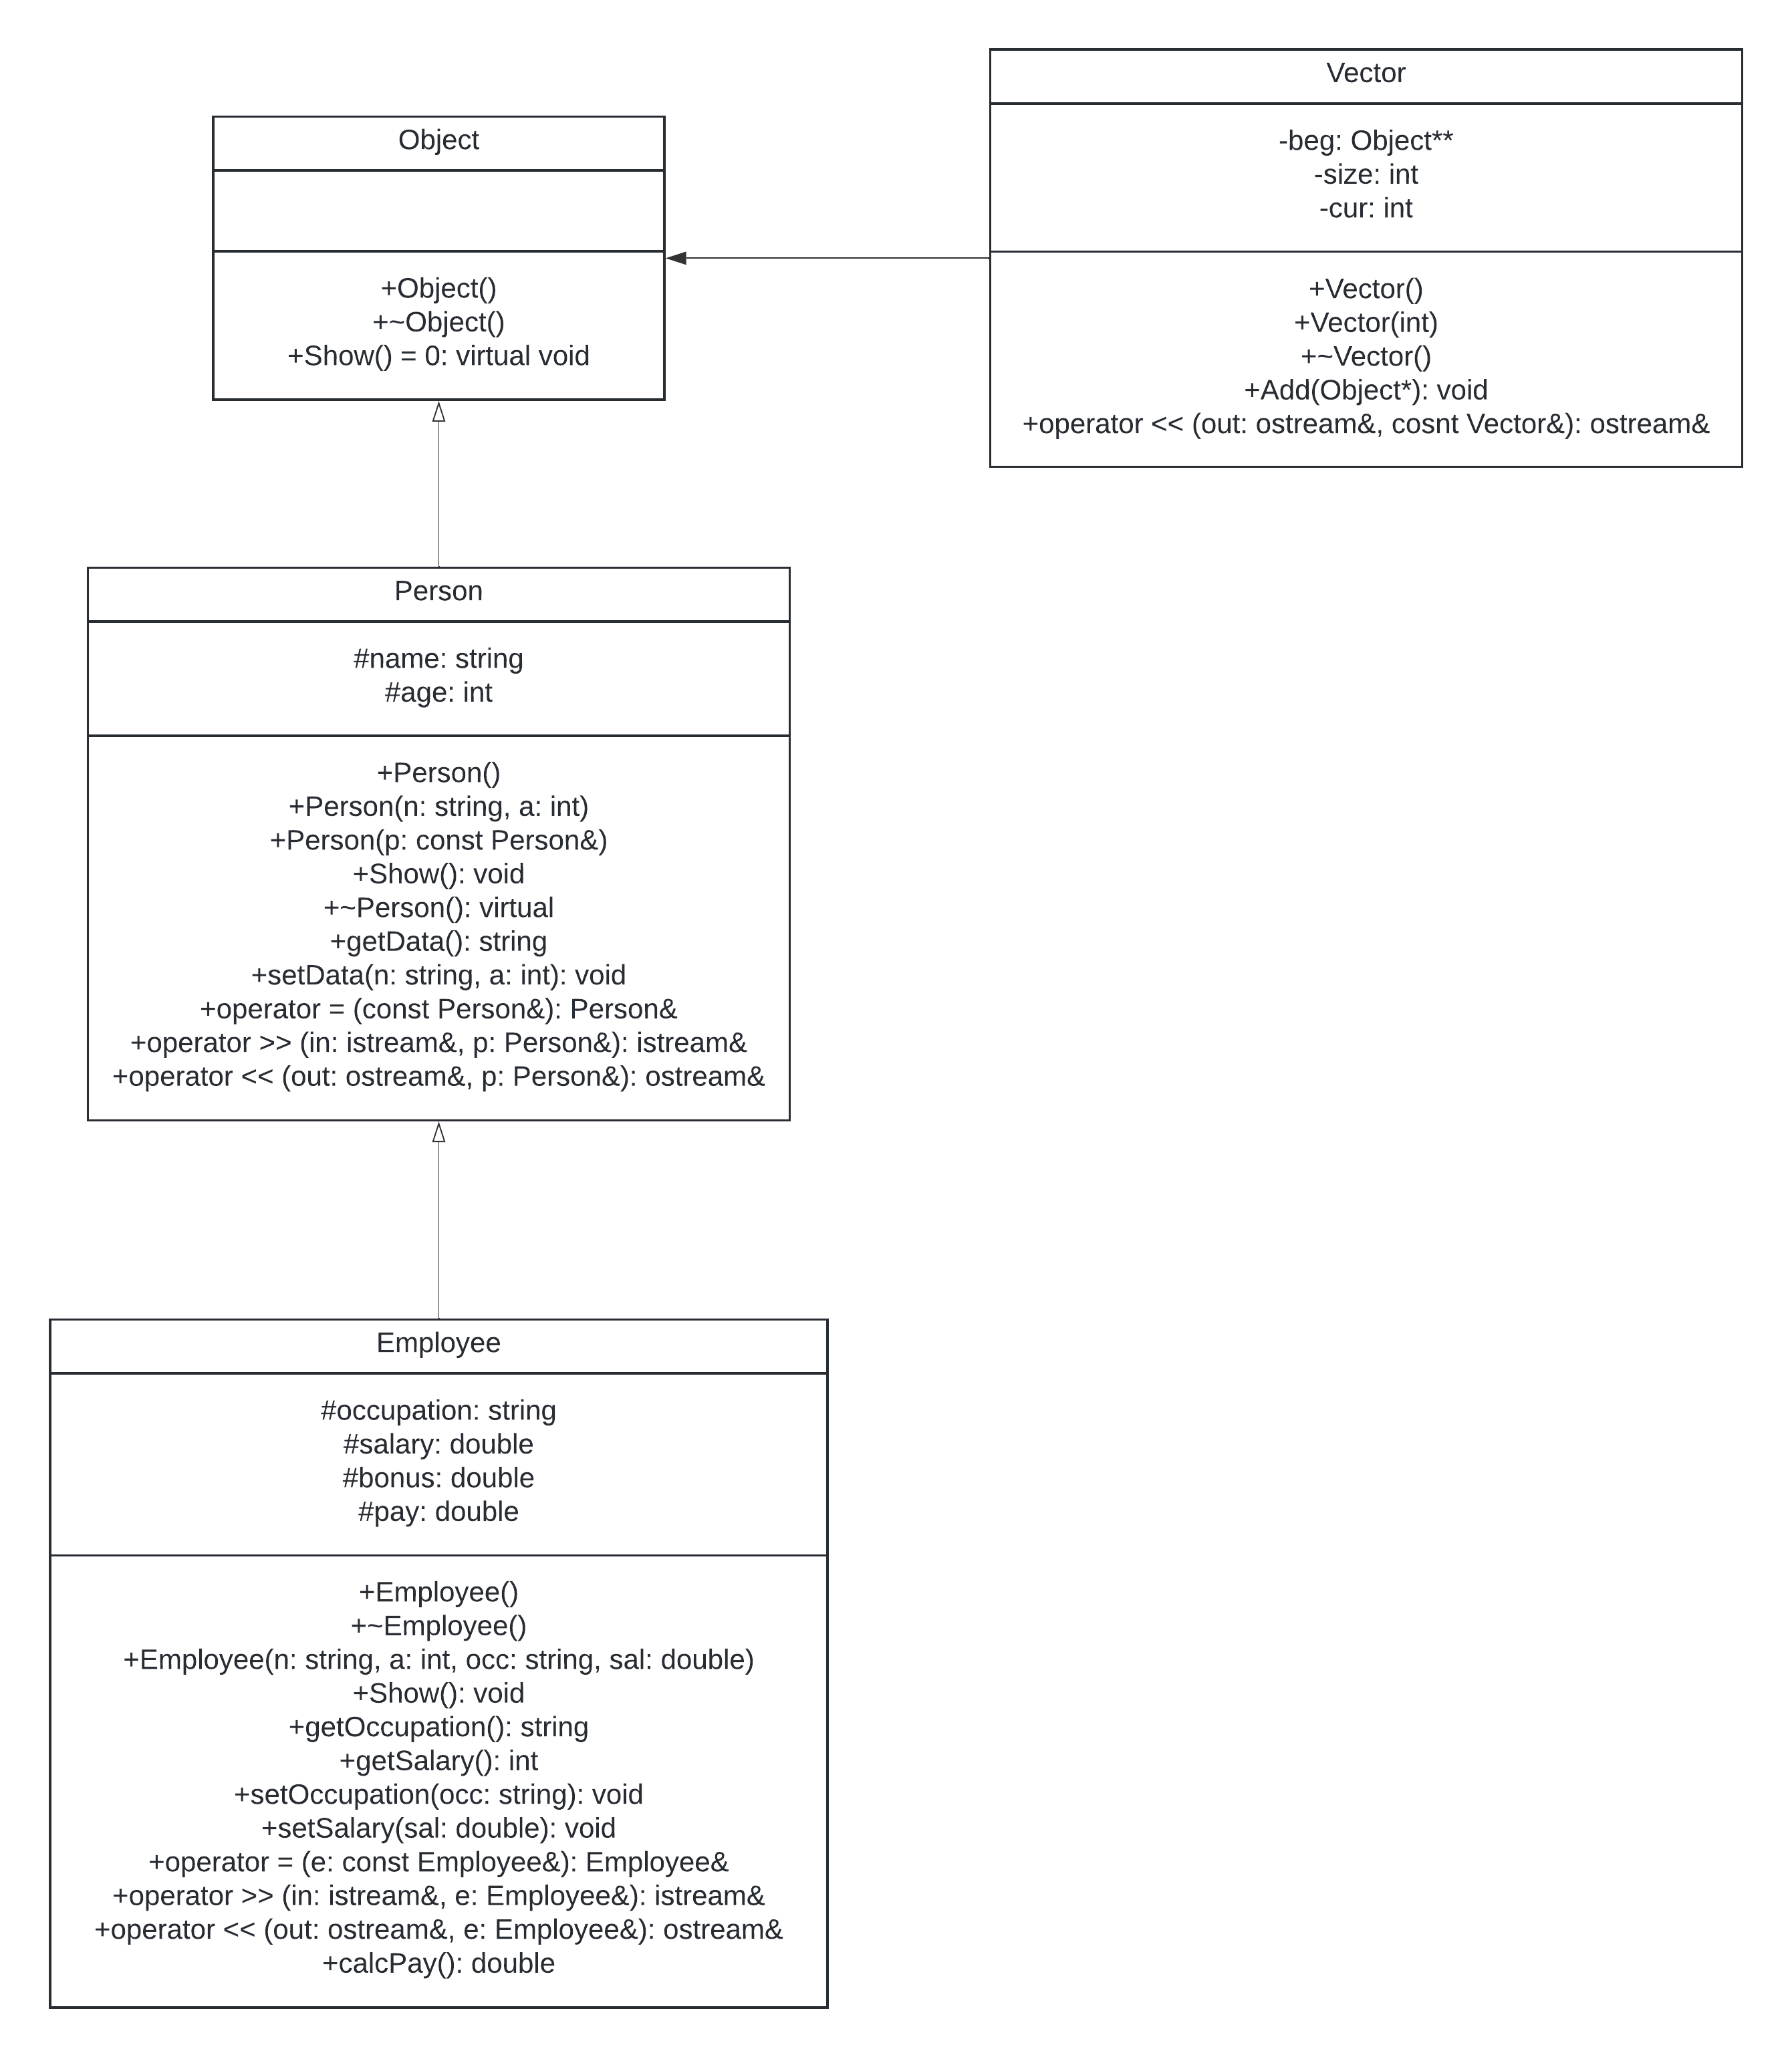 Object
+Object()
+~Object()
+Show() = 0: virtual void
Vector
-beg: Object**
-size: int
-cur: int
+Vector()
+Vector(int)
+~Vector()
+Add(Object*): void
+operator << (out: ostream&, cosnt Vector&): ostream&
Person
#name: string
#age: int
+Person()
+Person(n: string, a: int)
+Person(p: const Person&)
+Show(): void
+~Person(): virtual
+getData(): string
+setData(n: string, a: int): void
+operator = (const Person&): Person&
+operator >> (in: istream&, p: Person&): istream&
+operator << (out: ostream&, p: Person&): ostream&
Employee
#occupation: string
#salary: double
#bonus: double
#pay: double
+Employee()
+~Employee()
+Employee(n: string, a: int, occ: string, sal: double)
+Show(): void
+getOccupation(): string
+getSalary(): int
+setOccupation(occ: string): void
+setSalary(sal: double): void
+operator = (e: const Employee&): Employee&
+operator >> (in: istream&, e: Employee&): istream&
+operator << (out: ostream&, e: Employee&): ostream&
+calcPay(): double